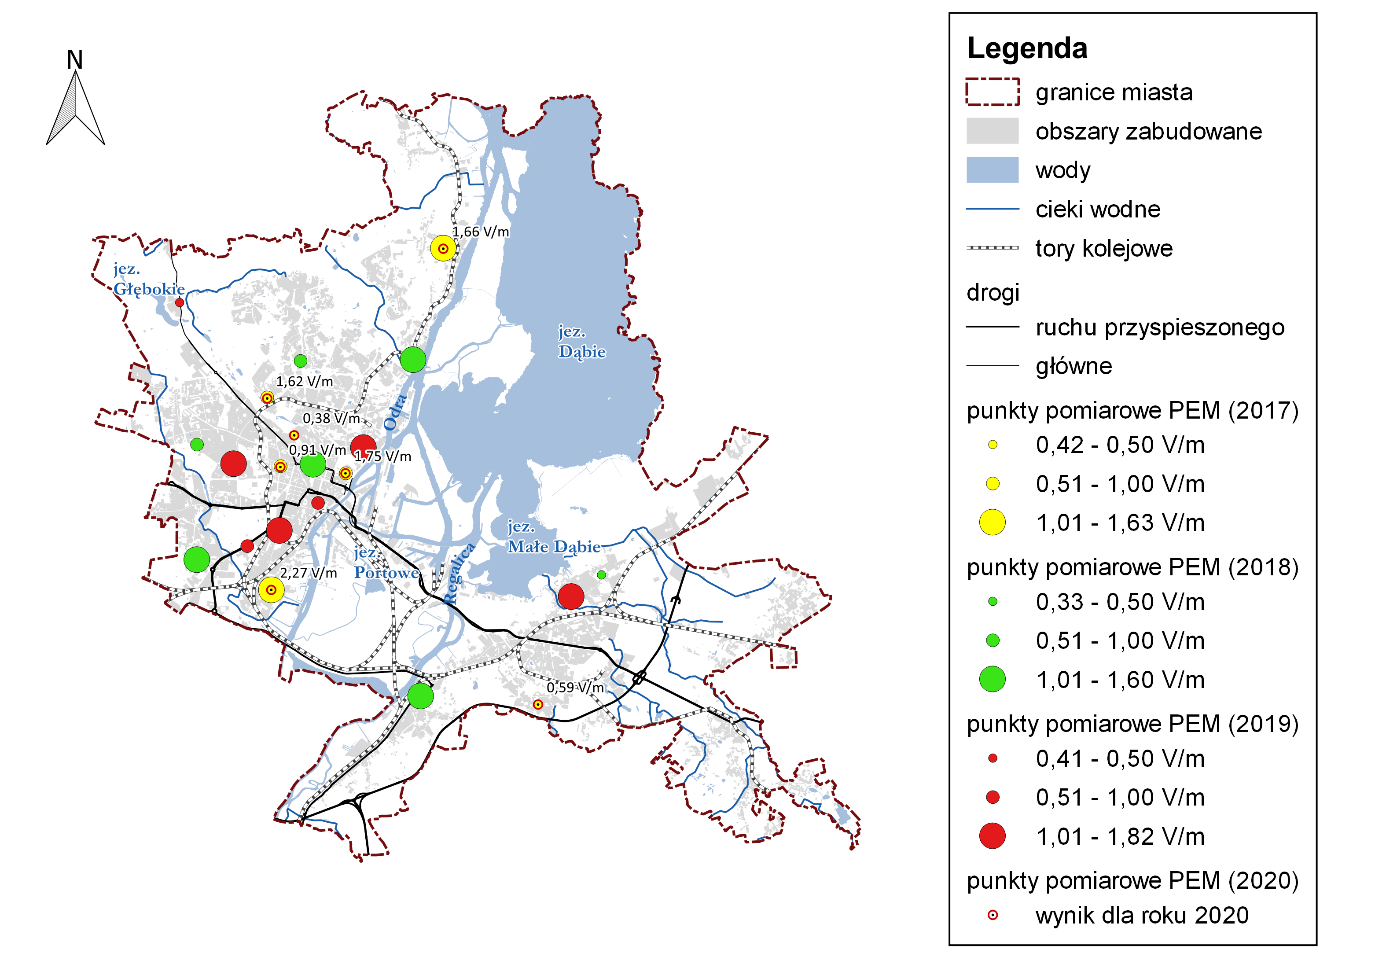 N
1,66 V/m
jez.
Głębokie
jez.
Dąbie
1,62 V/m
Odra
0,38 V/m
0,91 V/m
1,75 V/m
jez.
Małe Dąbie
jez.
Portowe
Regalica
2,27 V/m
0,59 V/m
Legenda
granice miasta
obszary zabudowane
wody
cieki wodne
tory kolejowe
drogi
ruchu przyspieszonego
główne
punkty pomiarowe PEM (2017)
0,42 - 0,50 V/m
0,51 - 1,00 V/m
1,01 - 1,63 V/m
punkty pomiarowe PEM (2018)
0,33 - 0,50 V/m
0,51 - 1,00 V/m
1,01 - 1,60 V/m
punkty pomiarowe PEM (2019)
0,41 - 0,50 V/m
0,51 - 1,00 V/m
1,01 - 1,82 V/m
punkty pomiarowe PEM (2020)
wynik dla roku 2020